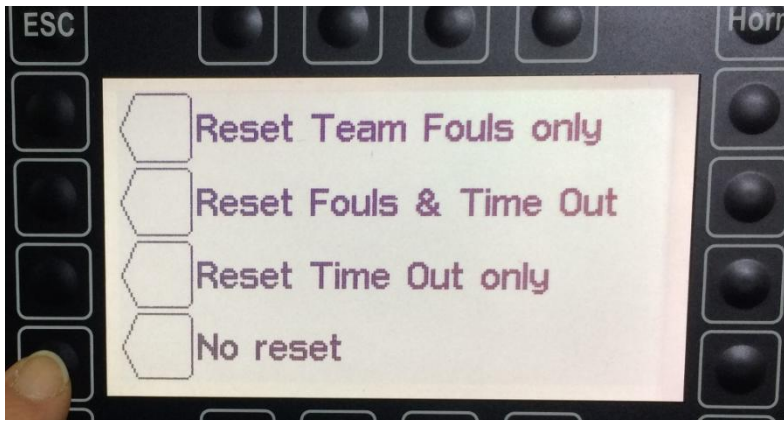 ESC
Horn
Reset Team Fouls only
Reset Fouls & Time Out
Reset Time Out only
No reset